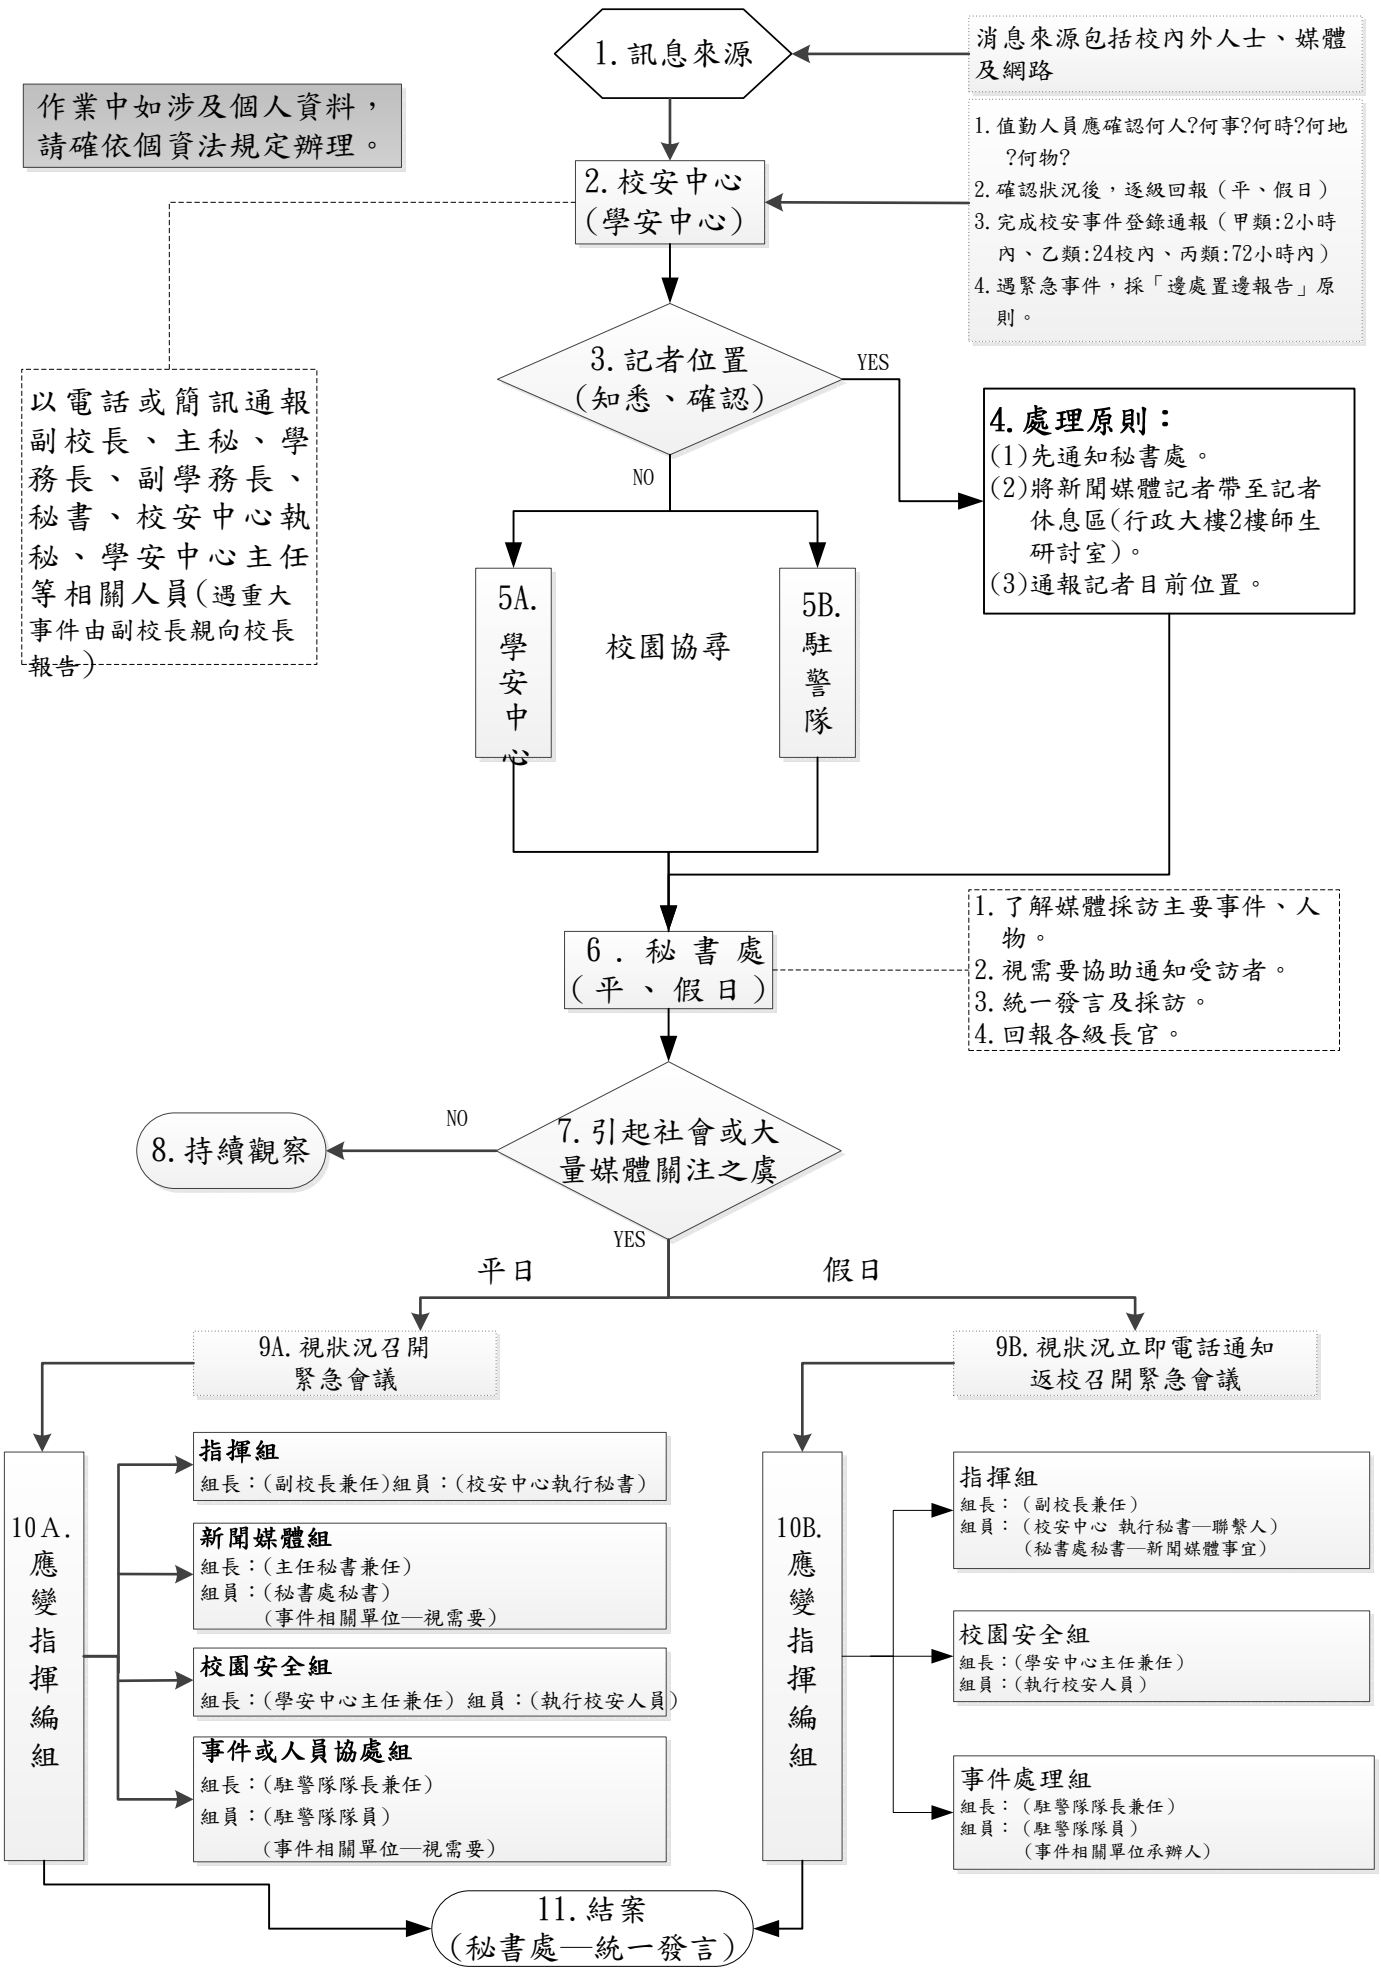 1.訊息來源
消息來源包括校內外人士、媒體
及網路
作業中如涉及個人資料，
請確依個資法規定辦理。
1.值勤人員應確認何人?何事?何時?何地
?何物?
2.確認狀況後，逐級回報（平、假日）
3.完成校安事件登錄通報（甲類:2小時
內、乙類:24校內、丙類:72小時內）
4.遇緊急事件，採「邊處置邊報告」原
則。
2.校安中心
(學安中心)
3.記者位置
(知悉、確認)
YES
NO
以電話或簡訊通報
副校長、主秘、學
務長、副學務長、
秘書、校安中心執
秘、學安中心主任
等相關人員(遇重大
事件由副校長親向校長
報告)
4.處理原則：
(1)先通知秘書處。
(2)將新聞媒體記者帶至記者
休息區(行政大樓2樓師生
研討室)。
(3)通報記者目前位置。
5A.
學
安
中
心
校園協尋
5B.
駐
警
隊
6.秘書處
(平、假日)
1.了解媒體採訪主要事件、人
物。
2.視需要協助通知受訪者。
3.統一發言及採訪。
4.回報各級長官。
7.引起社會或大
量媒體關注之虞
NO
8.持續觀察
YES
平日
假日
9A.視狀況召開
緊急會議
9B.視狀況立即電話通知
返校召開緊急會議
10A.
應
變
指
揮
編
組
指揮組
組長：(副校長兼任)組員：(校安中心執行秘書)
新聞媒體組
組長：(主任秘書兼任)
組員：(秘書處秘書)
(事件相關單位—視需要)
校園安全組
組長：(學安中心主任兼任) 組員：(執行校安人員)
事件或人員協處組
組長：(駐警隊隊長兼任)
組員：(駐警隊隊員)
(事件相關單位—視需要)
10B.
應
變
指
揮
編
組
指揮組
組長：（副校長兼任）
組員：（校安中心 執行秘書—聯繫人）
（秘書處秘書—新聞媒體事宜）
校園安全組
組長：(學安中心主任兼任)
組員：(執行校安人員)
事件處理組
組長：（駐警隊隊長兼任）
組員：（駐警隊隊員）
（事件相關單位承辦人）
11.結案
(秘書處—統一發言)